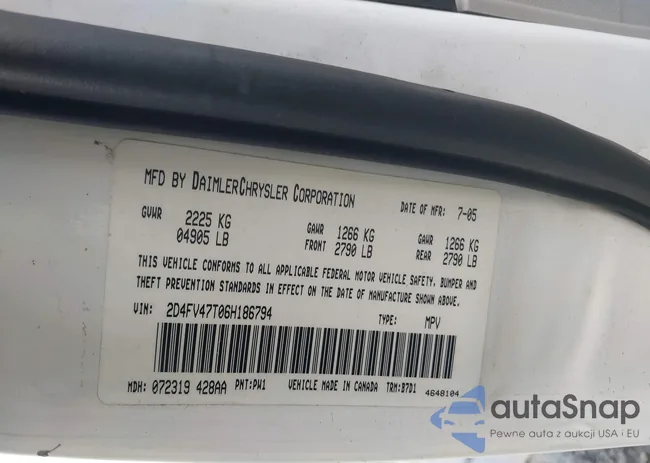 MFD BY DAIMLERCHRYSLER CORPORATION
DATE OF MFR: 7-05
GVWR 2225 KG GAWR 1266 KG GAWR 1266 KG
04905 LB FRONT 2790 LB REAR 2790 LB
THIS VEHICLE CONFORMS TO ALL APPLICABLE FEDERAL MOTOR VEHICLE SAFETY, BUMPER AND
THEFT PREVENTION STANDARDS IN EFFECT ON THE DATE OF MANUFACTURE SHOWN ABOVE.
VIN: 2D4FV47T06H186794 TYPE: MPV
MDH: 072319 428AA PNT:PW1 VEHICLE MADE IN CANADA TRM:B7D1 4648104
autaSnap
Pewne auta z aukcji USA i EU